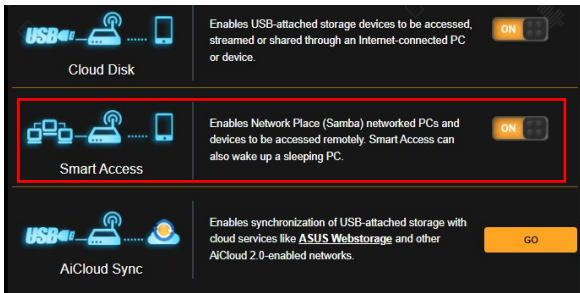 USB
Cloud Disk
Enables USB-attached storage devices to be accessed,
streamed or shared through an Internet-connected PC
or device.
ON
Smart Access
Enables Network Place (Samba) networked PCs and
devices to be accessed remotely. Smart Access can
also wake up a sleeping PC.
ON
USB
AiCloud Sync
Enables synchronization of USB-attached storage with
cloud services like ASUS Webstorage and other
AiCloud 2.0-enabled networks.
GO